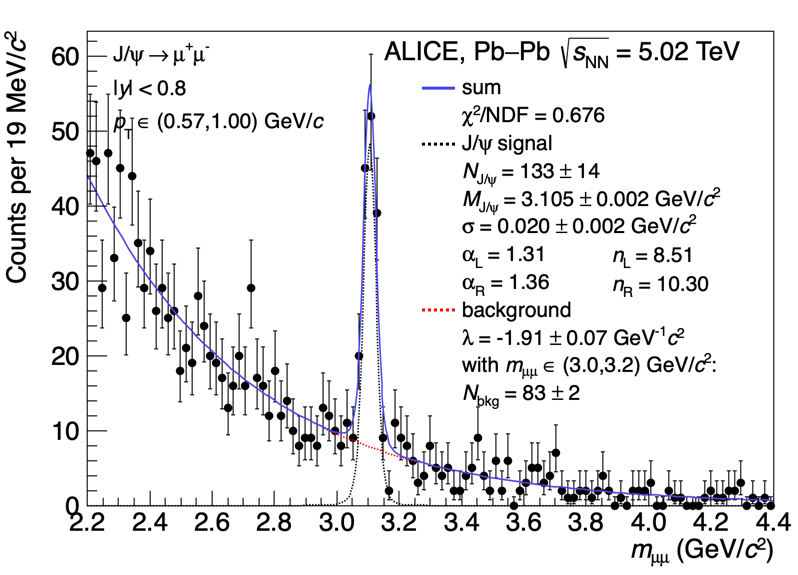 ALICE, Pb–Pb √s_NN = 5.02 TeV
J/ψ → μ⁺μ⁻
|y| < 0.8
p_T ∈ (0.57,1.00) GeV/c
sum
χ²/NDF = 0.676
J/ψ signal
N_J/ψ = 133 ± 14
M_J/ψ = 3.105 ± 0.002 GeV/c²
σ = 0.020 ± 0.002 GeV/c²
α_L = 1.31 n_L = 8.51
α_R = 1.36 n_R = 10.30
background
λ = -1.91 ± 0.07 GeV⁻¹c²
with m_μμ ∈ (3.0,3.2) GeV/c²:
N_bkg = 83 ± 2
Counts per 19 MeV/c²
60
50
40
30
20
10
0
2.2 2.4 2.6 2.8 3.0 3.2 3.4 3.6 3.8 4.0 4.2 4.4
m_μμ (GeV/c²)